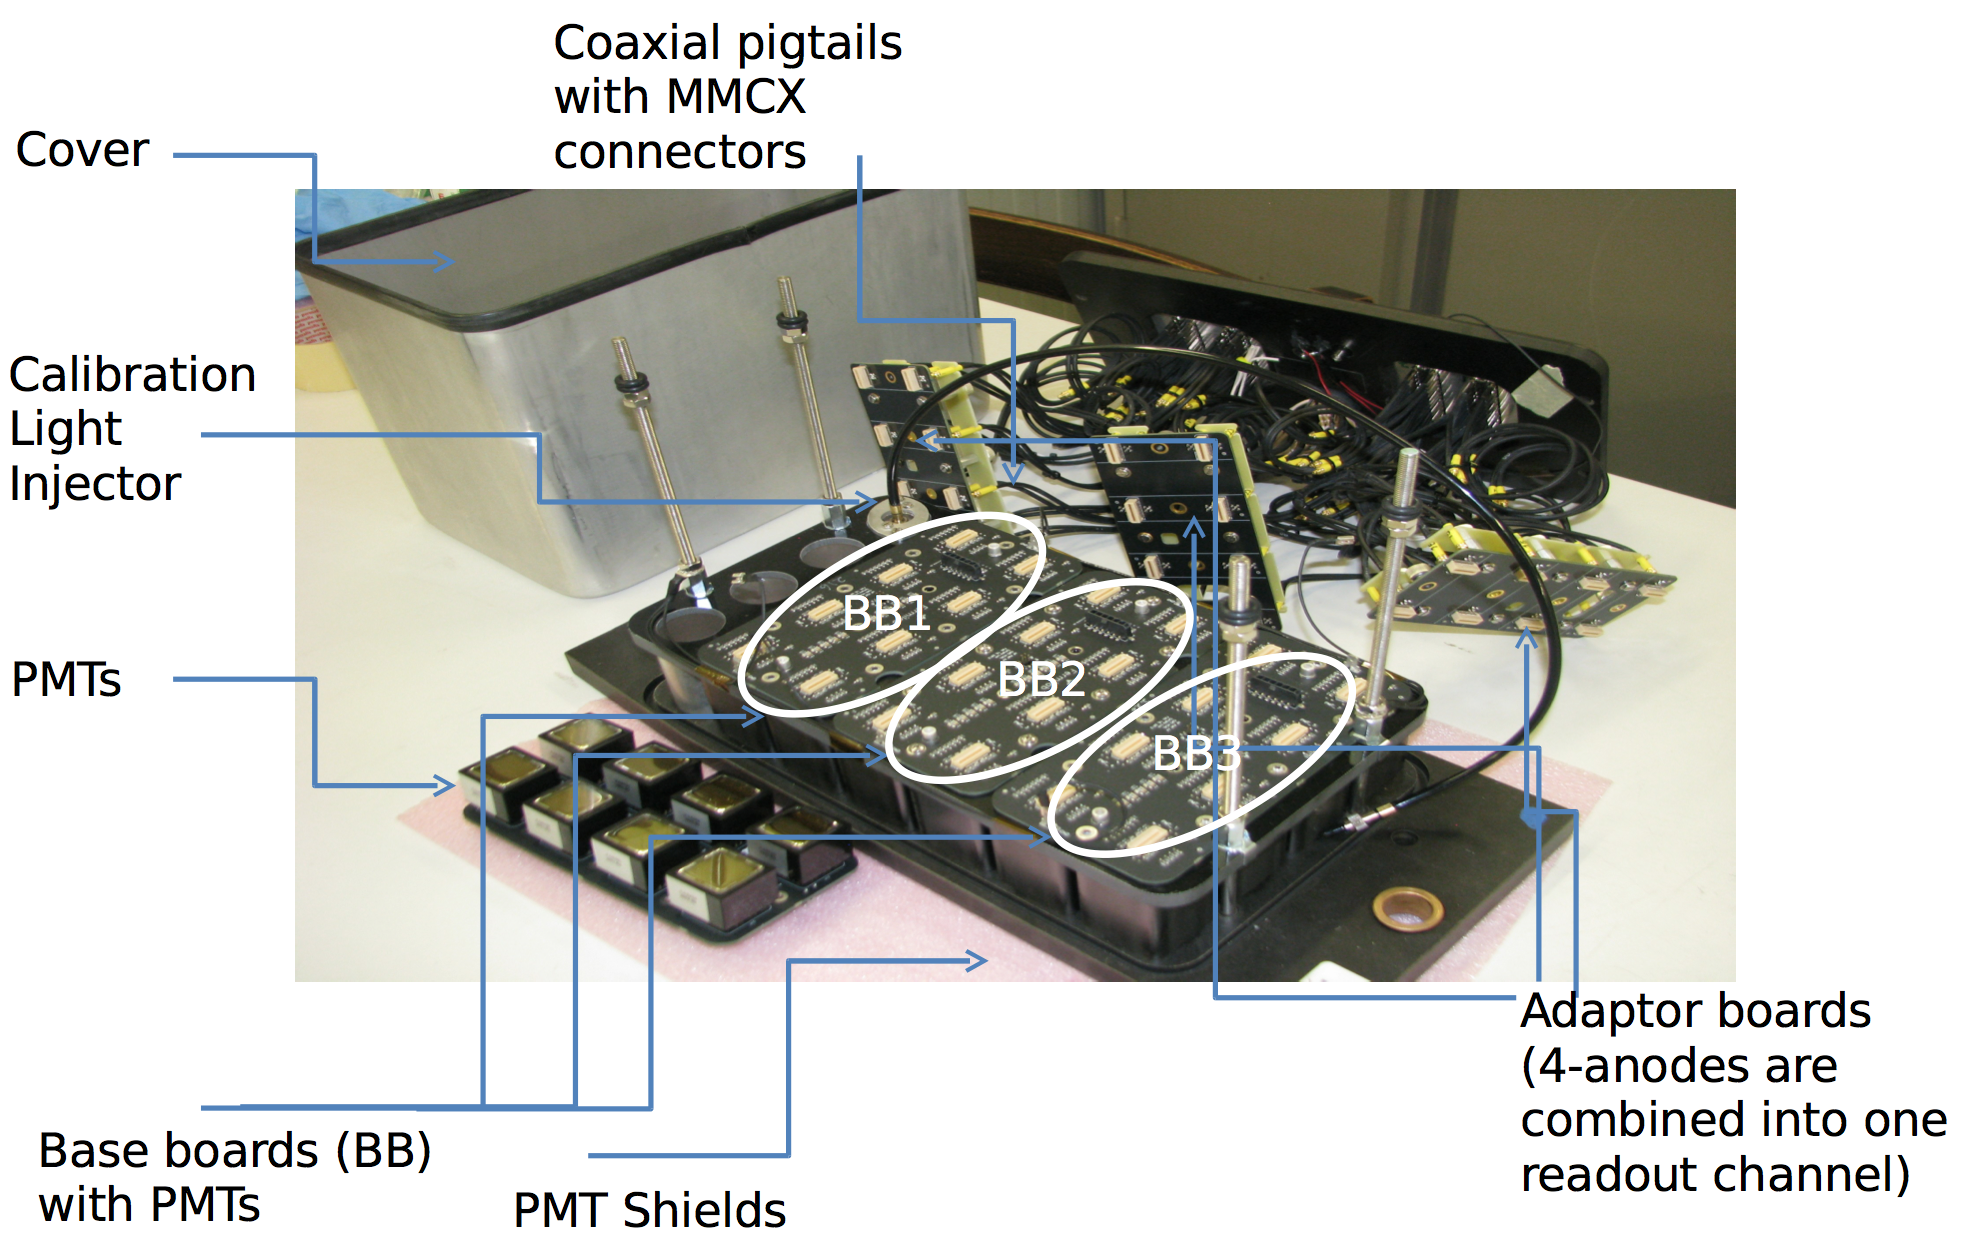 Coaxial pigtails
with MMCX
connectors
Cover
Calibration
Light
Injector
BB1
BB2
PMTs
BB3
Adaptor boards
(4-anodes are
combined into one
readout channel)
Base boards (BB)
with PMTs
PMT Shields